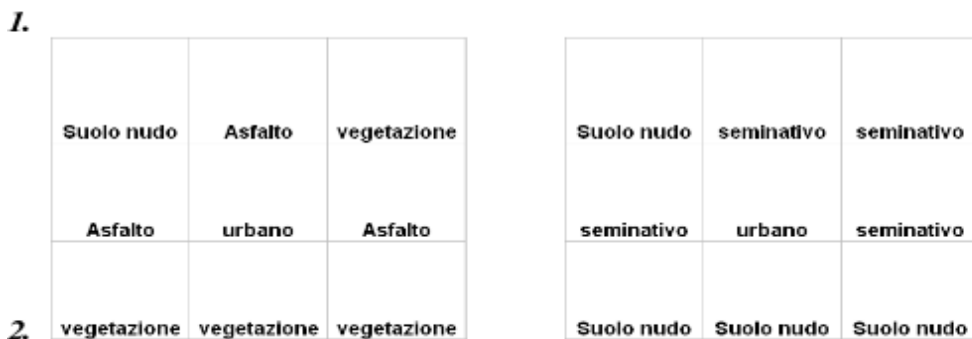 1.
Suolo nudo Asfalto vegetazione Suolo nudo seminativo seminativo
Asfalto urbano Asfalto seminativo urbano seminativo
2. vegetazione vegetazione vegetazione Suolo nudo Suolo nudo Suolo nudo